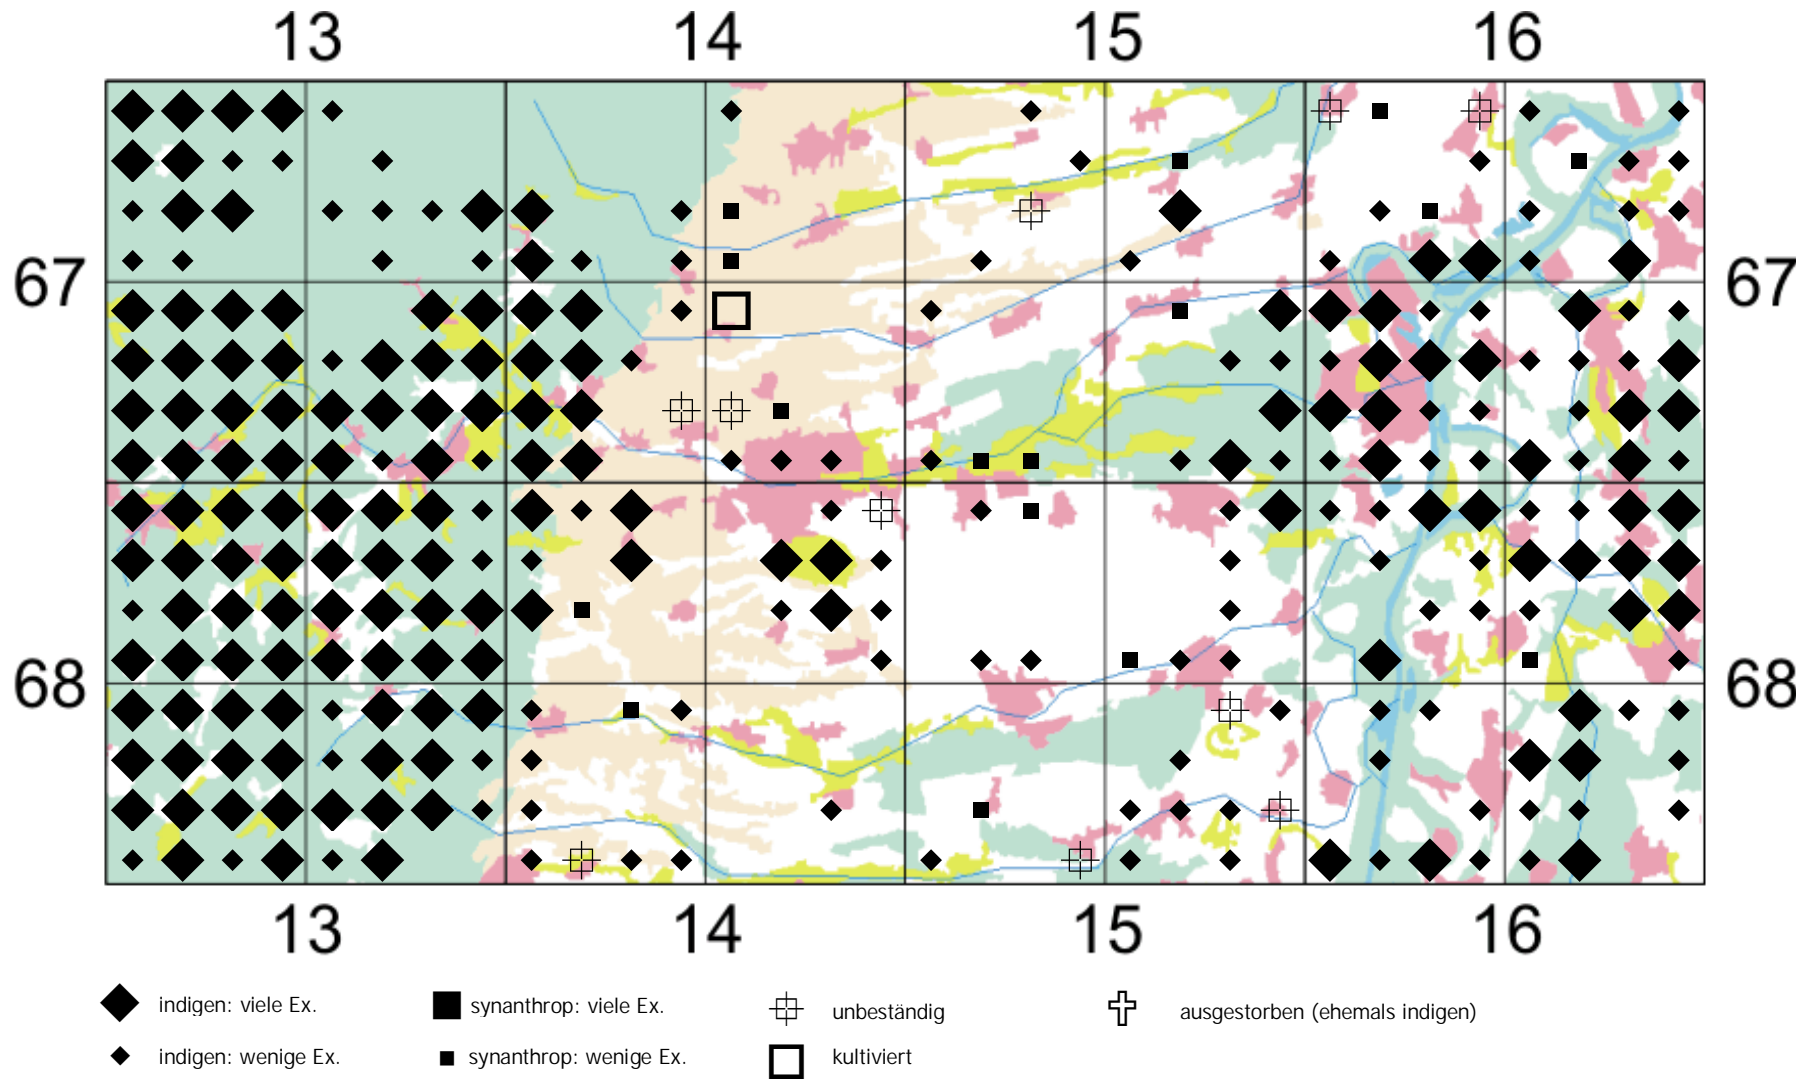 13 14 15 16
67 67
68 68
13 14 15 16
indigen: viele Ex. synanthrop: viele Ex. unbeständig ausgestorben (ehemals indigen)
indigen: wenige Ex. synanthrop: wenige Ex. kultiviert